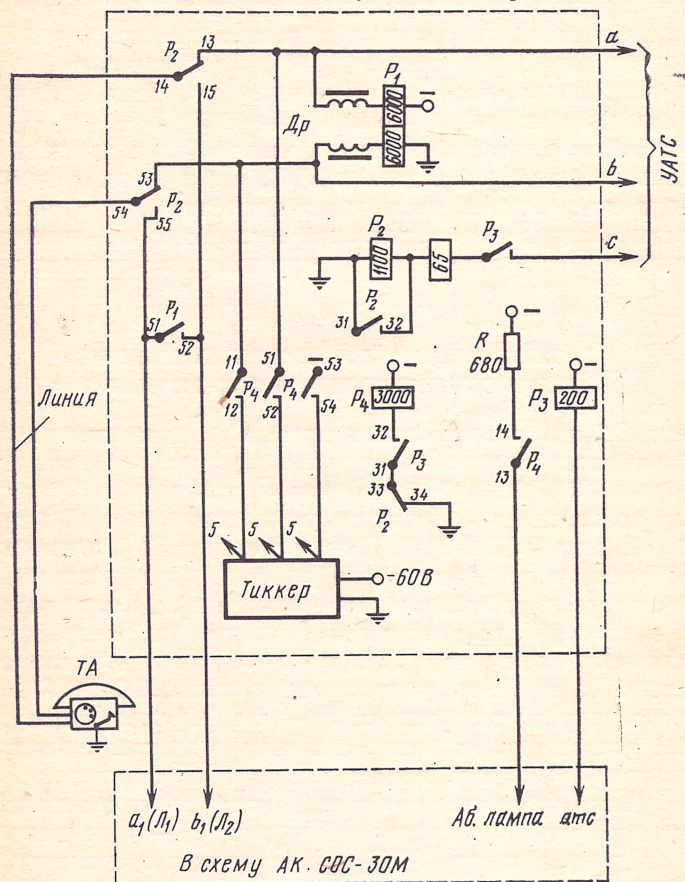 13
P₂
14
15
a
P₁
6000
6000
–
Др
УАТС
53
P₂
54
55
b
P₂
1100
65
P₃
c
P₂
31
32
P₁
51
52
–
R
680
–
–
11
P₄
12
51
P₄
52
– 53
54
P₄
3000
P₃
200
Линия
32
P₃
31
33
34
P₂
14
P₄
13
5
5
5
Тиккер
–60В
ТА
a₁(Л₁)
b₁(Л₂)
Аб. лампа
атс
В схему АК. СОС-30М